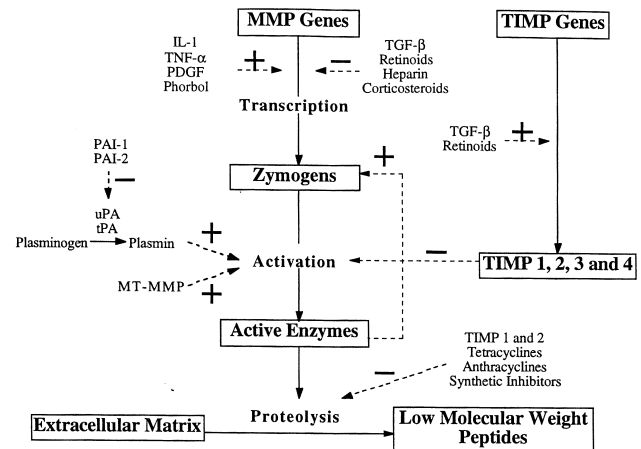 MMP Genes
TIMP Genes
IL-1
TNF-α
PDGF
Phorbol
+
−
TGF-β
Retinoids
Heparin
Corticosteroids
Transcription
TGF-β
Retinoids
+
PAI-1
PAI-2
−
+
Zymogens
uPA
tPA
Plasminogen
Plasmin
+
Activation
−
TIMP 1, 2, 3 and 4
MT-MMP
+
Active Enzymes
TIMP 1 and 2
Tetracyclines
Anthracyclines
Synthetic Inhibitors
−
Proteolysis
Extracellular Matrix
Low Molecular Weight
Peptides